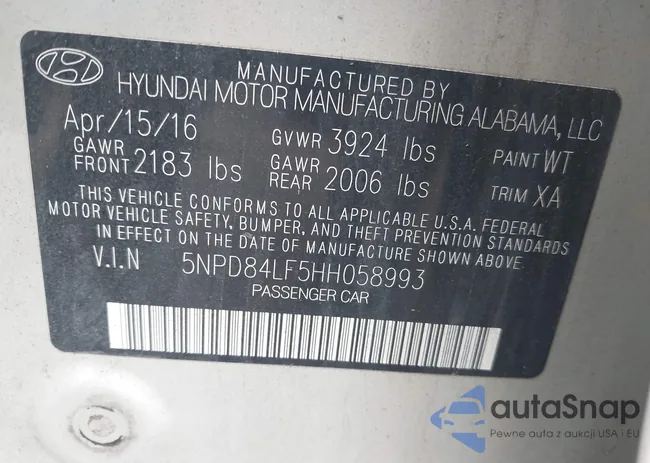 MANUFACTURED BY
HYUNDAI MOTOR MANUFACTURING ALABAMA, LLC
Apr/15/16 GVWR 3924 lbs PAINT WT
GAWR FRONT 2183 lbs GAWR REAR 2006 lbs TRIM XA
THIS VEHICLE CONFORMS TO ALL APPLICABLE U.S.A. FEDERAL
MOTOR VEHICLE SAFETY, BUMPER, AND THEFT PREVENTION STANDARDS
IN EFFECT ON THE DATE OF MANUFACTURE SHOWN ABOVE
V.I.N 5NPD84LF5HH058993
PASSENGER CAR
autaSnap
Pewne auta z aukcji USA i EU